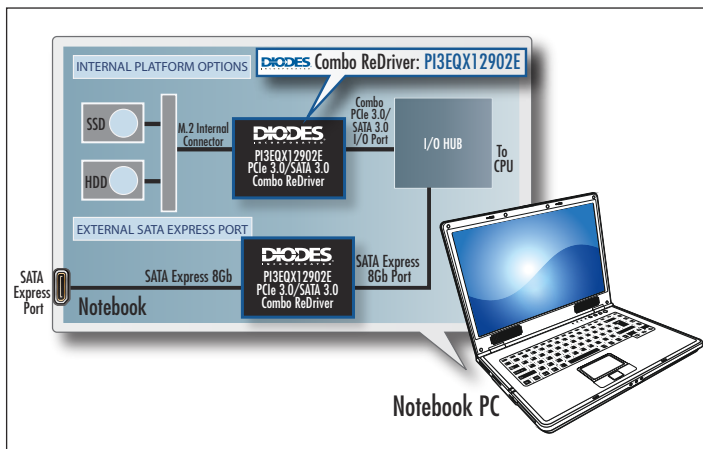 INTERNAL PLATFORM OPTIONS
DIODES Combo ReDriver: PI3EQX12902E
SSD
HDD
M.2 Internal
Connector
DIODES
INCORPORATED
PI3EQX12902E
PCIe 3.0/SATA 3.0
Combo ReDriver
Combo
PCIe 3.0/
SATA 3.0
I/O Port
I/O HUB
To
CPU
EXTERNAL SATA EXPRESS PORT
SATA
Express
Port
SATA Express 8Gb
DIODES
INCORPORATED
PI3EQX12902E
PCIe 3.0/SATA 3.0
Combo ReDriver
SATA Express
8Gb Port
Notebook
Notebook PC